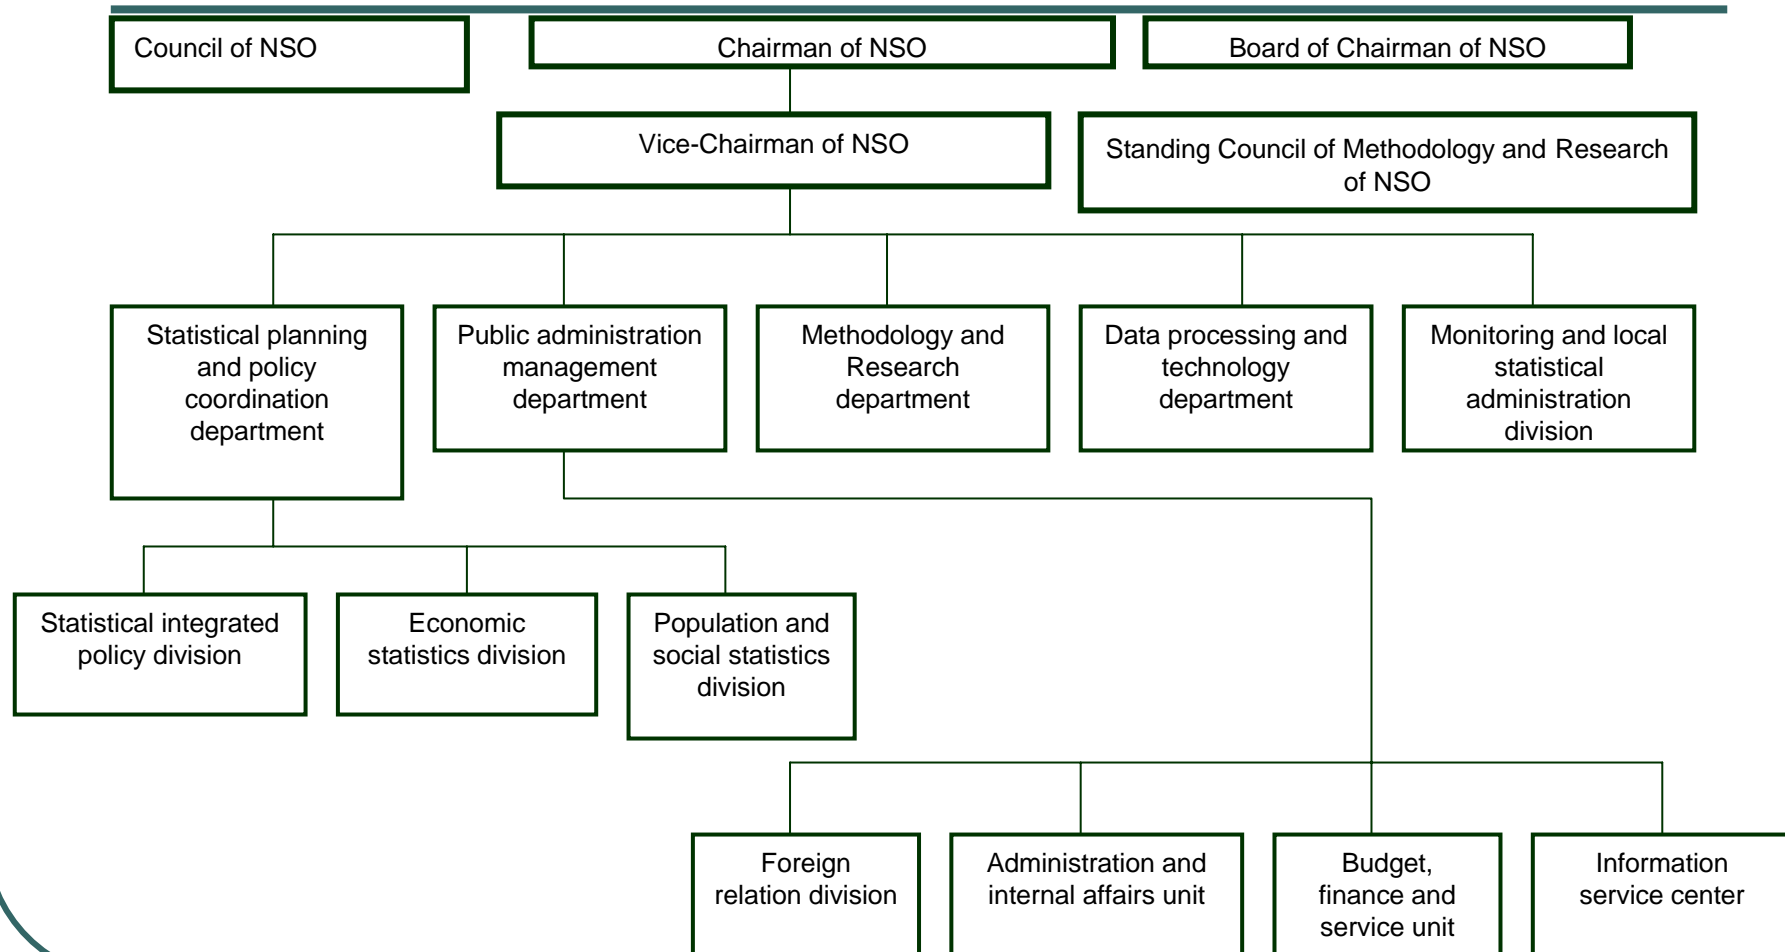 Council of NSO
Chairman of NSO
Board of Chairman of NSO
Vice-Chairman of NSO
Standing Council of Methodology and Research
of NSO
Statistical planning
and policy
coordination
department
Public administration
management
department
Methodology and
Research
department
Data processing and
technology
department
Monitoring and local
statistical
administration
division
Statistical integrated
policy division
Economic
statistics division
Population and
social statistics
division
Foreign
relation division
Administration and
internal affairs unit
Budget,
finance and
service unit
Information
service center